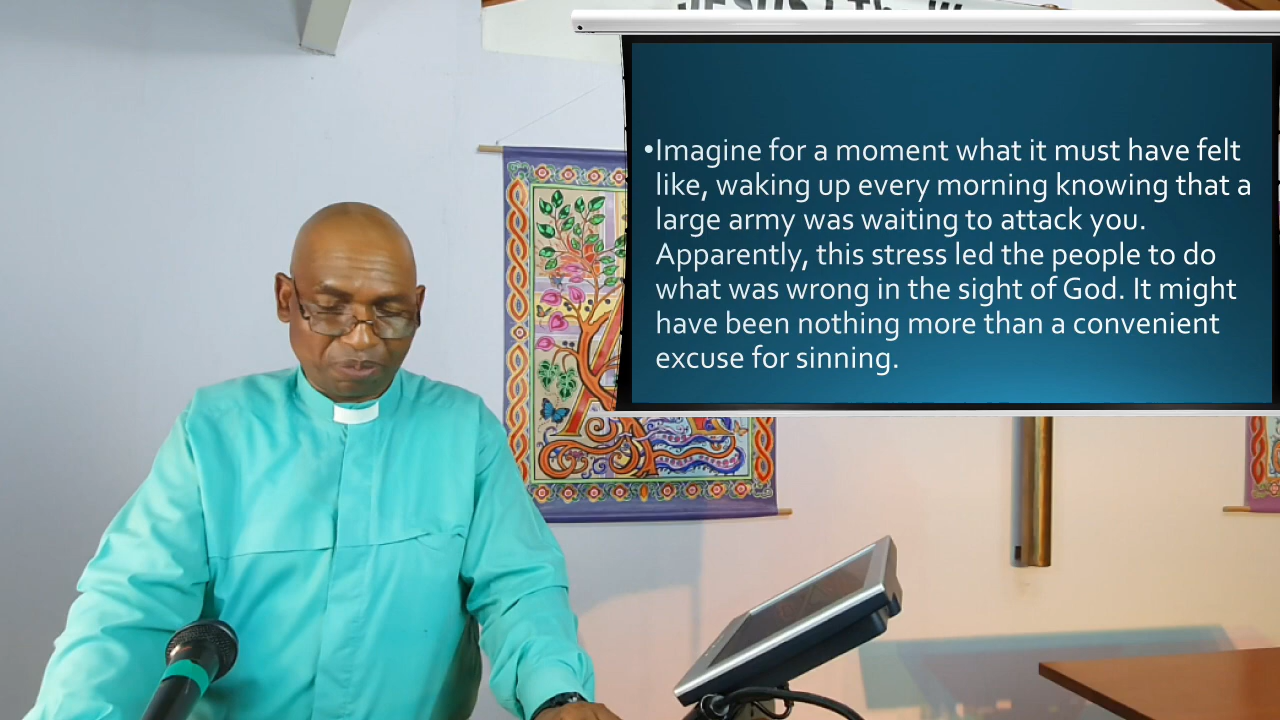 JESUS
•Imagine for a moment what it must have felt
like, waking up every morning knowing that a
large army was waiting to attack you.
Apparently, this stress led the people to do
what was wrong in the sight of God. It might
have been nothing more than a convenient
excuse for sinning.